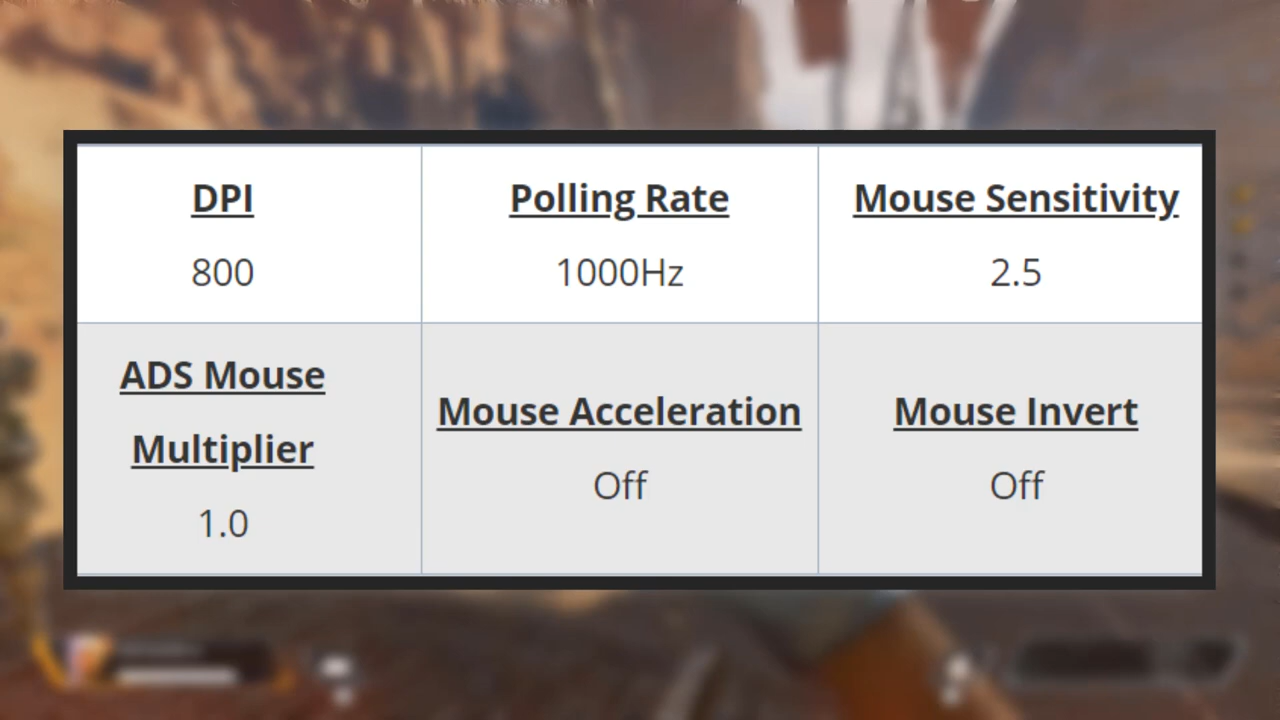 DPI
800
Polling Rate
1000Hz
Mouse Sensitivity
2.5
ADS Mouse
Multiplier
1.0
Mouse Acceleration
Off
Mouse Invert
Off